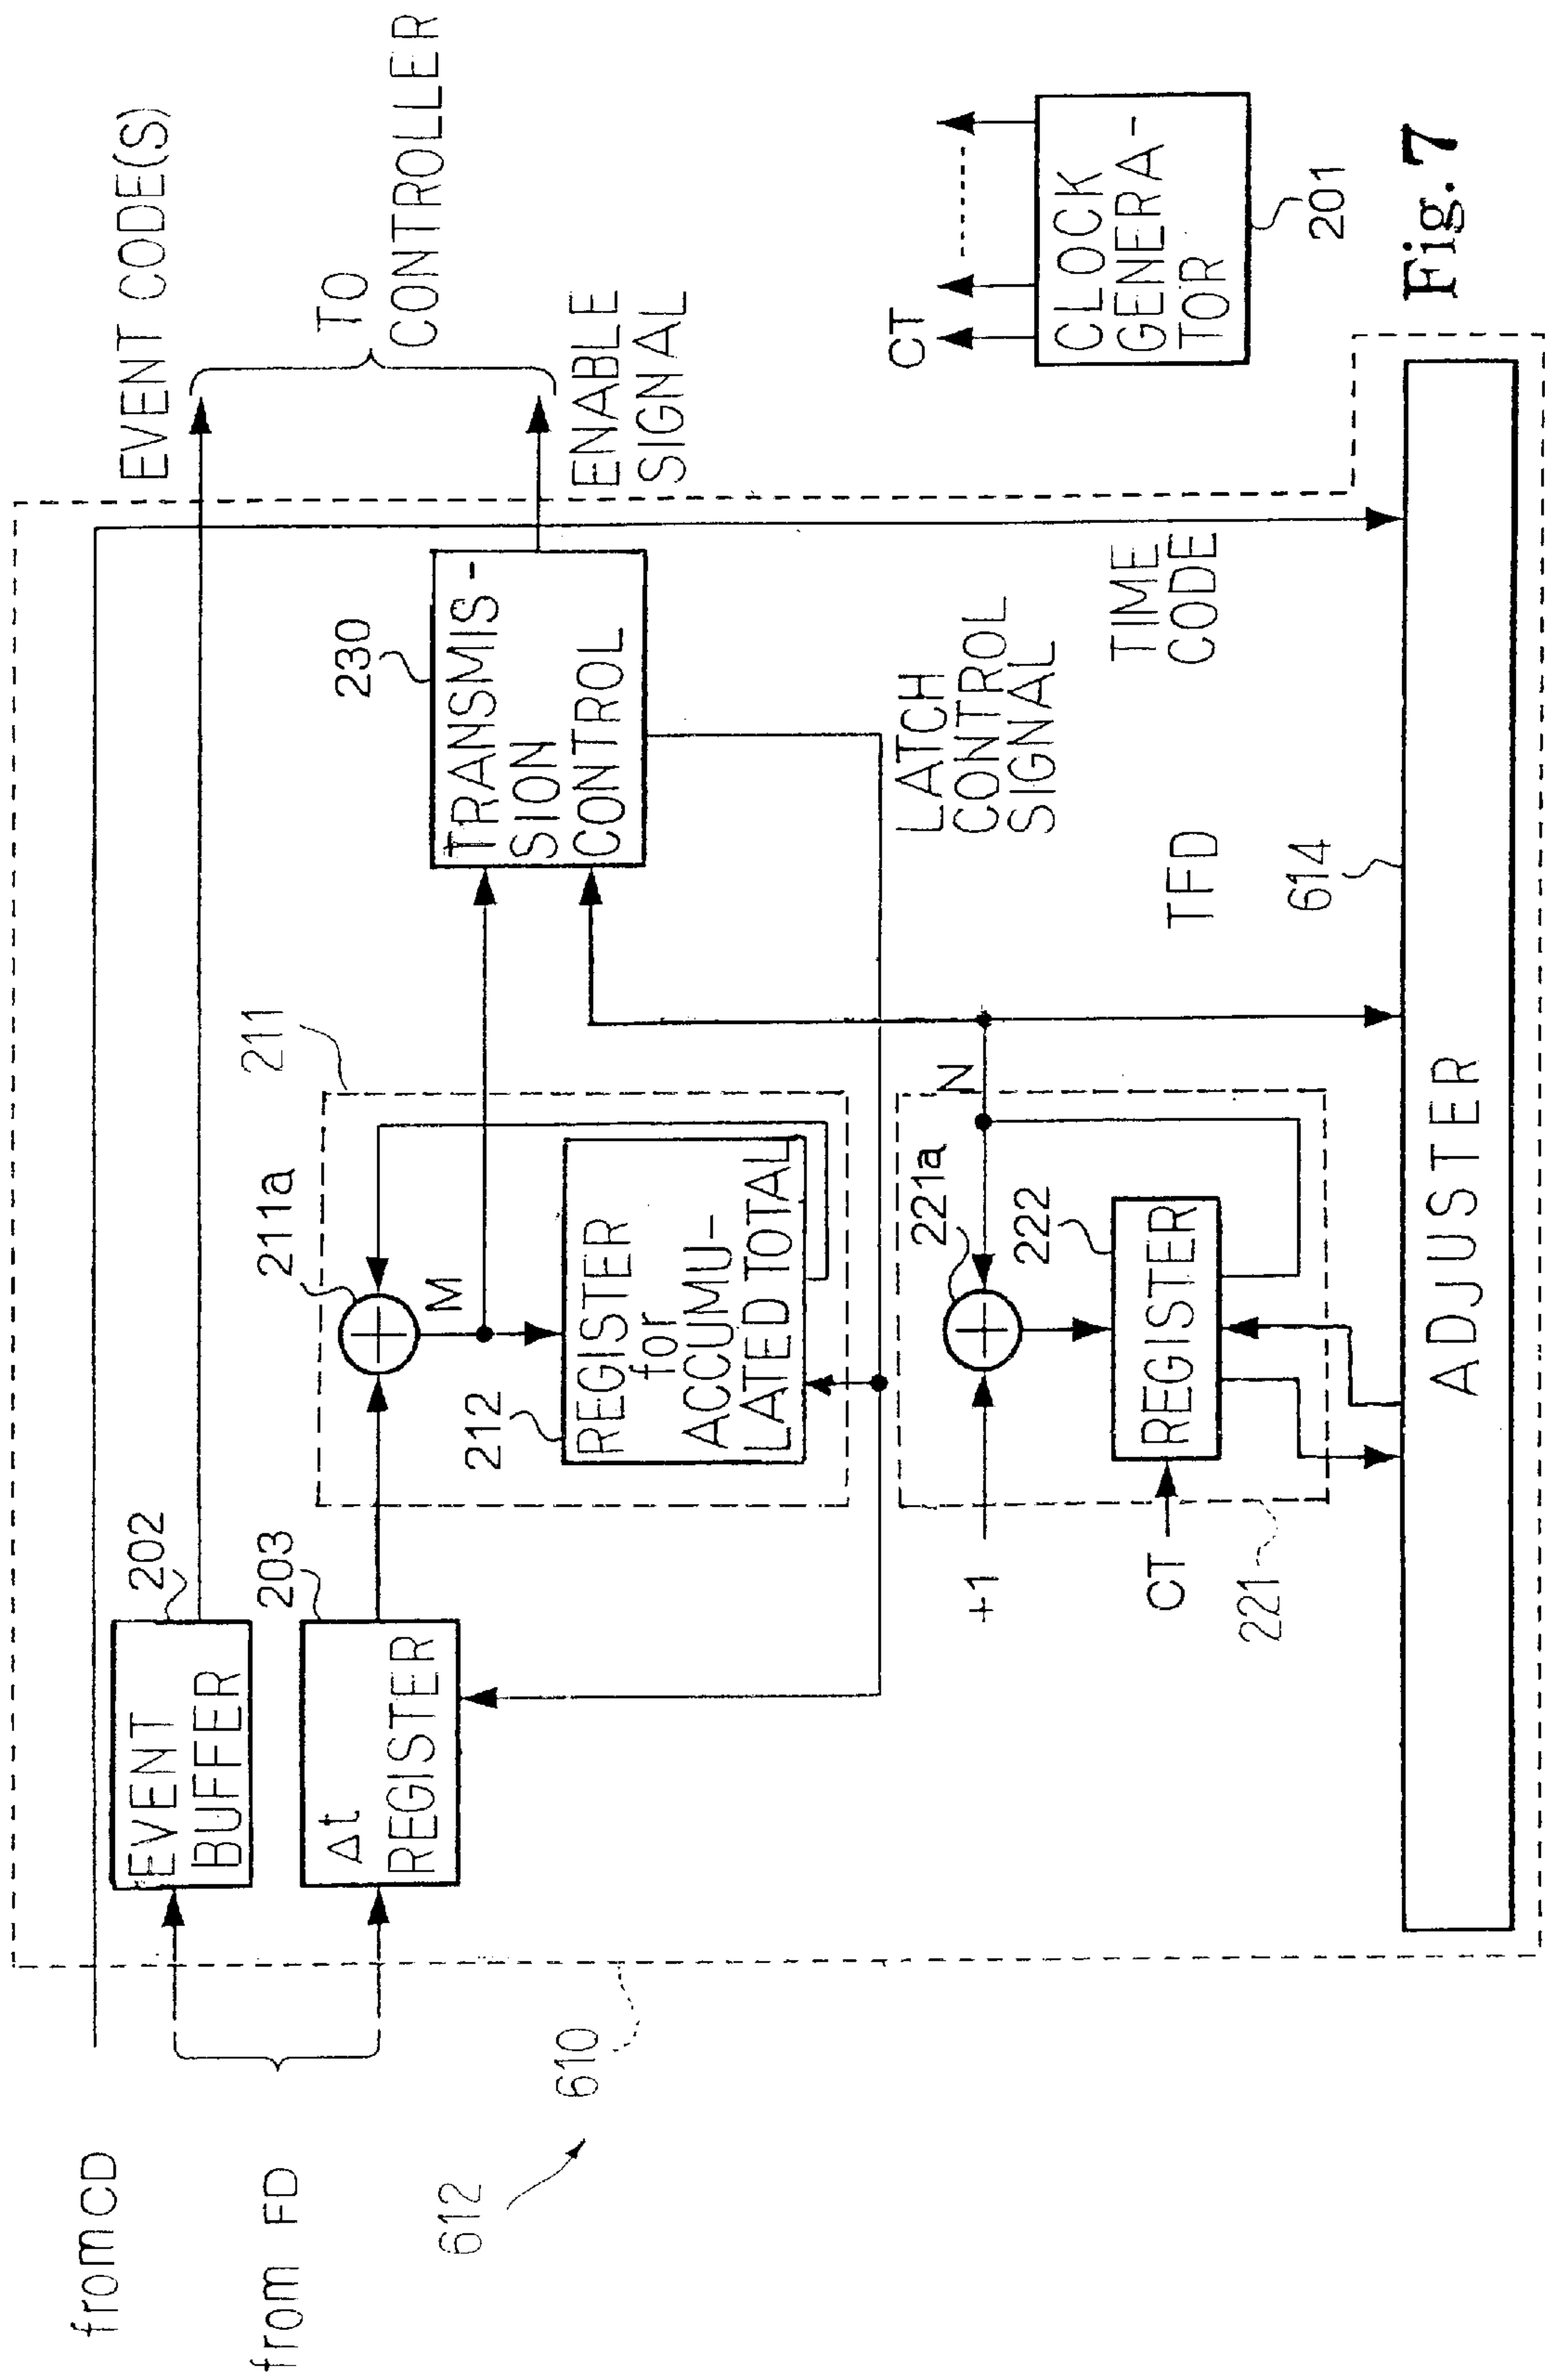 from CD
from FD
612
610
EVENT
BUFFER
202
Δt
REGISTER
203
211
211a
M
212
REGISTER
for
ACCUMU-
LATED TOTAL
230
TRANSMIS-
SION
CONTROL
EVENT CODE(S)
TO
CONTROLLER
ENABLE
SIGNAL
LATCH
CONTROL
SIGNAL
+1
CT
221
221a
222
REGISTER
N
TFD
TIME
CODE
614
ADJUSTER
CT
CLOCK
GENERA-
TOR
201
Fig. 7